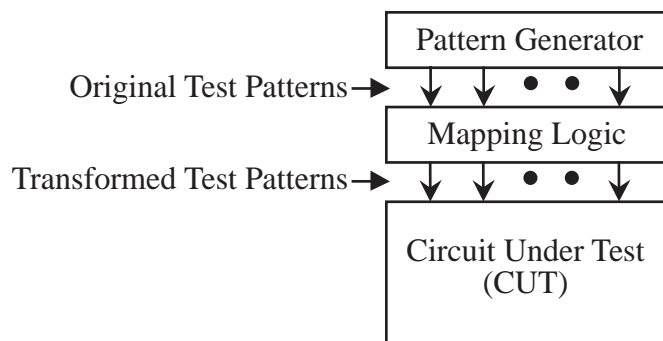 Pattern Generator
Original Test Patterns
Mapping Logic
Transformed Test Patterns
Circuit Under Test
(CUT)